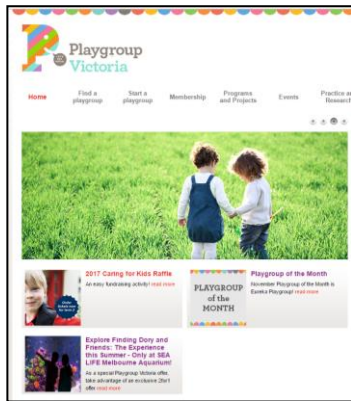 Playgroup
Victoria
Home
Find a
playgroup
Start a
playgroup
Membership
Programs
and Projects
Events
Practice an
Research
2017 Caring for Kids Raffle
An easy fundraising activity! read more
PLAYGROUP
of the
MONTH
Playgroup of the Month
November Playgroup of the Month is
Eureka Playgroup! read more
Explore Finding Dory and
Friends: The Experience
this Summer - Only at SEA
LIFE Melbourne Aquarium!
As a special Playgroup Victoria offer,
take advantage of an exclusive 2for1
offer read more